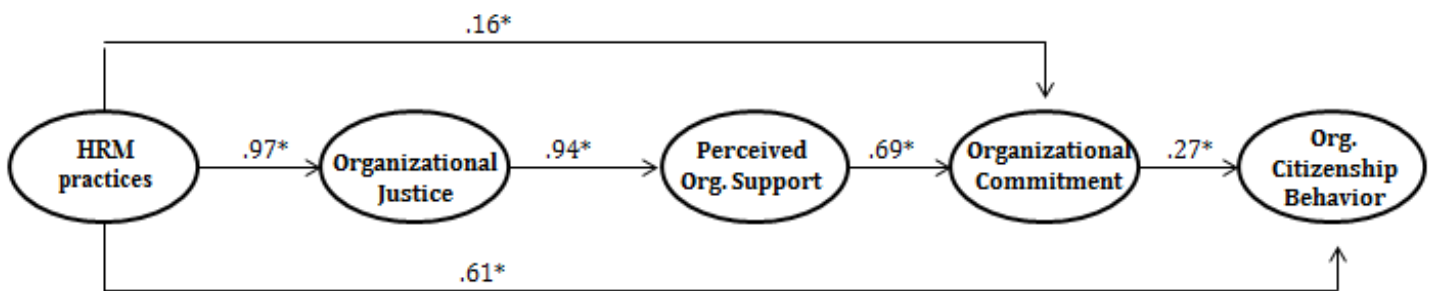 .16*
HRM
practices
.97*
Organizational
Justice
.94*
Perceived
Org. Support
.69*
Organizational
Commitment
.27*
Org.
Citizenship
Behavior
.61*